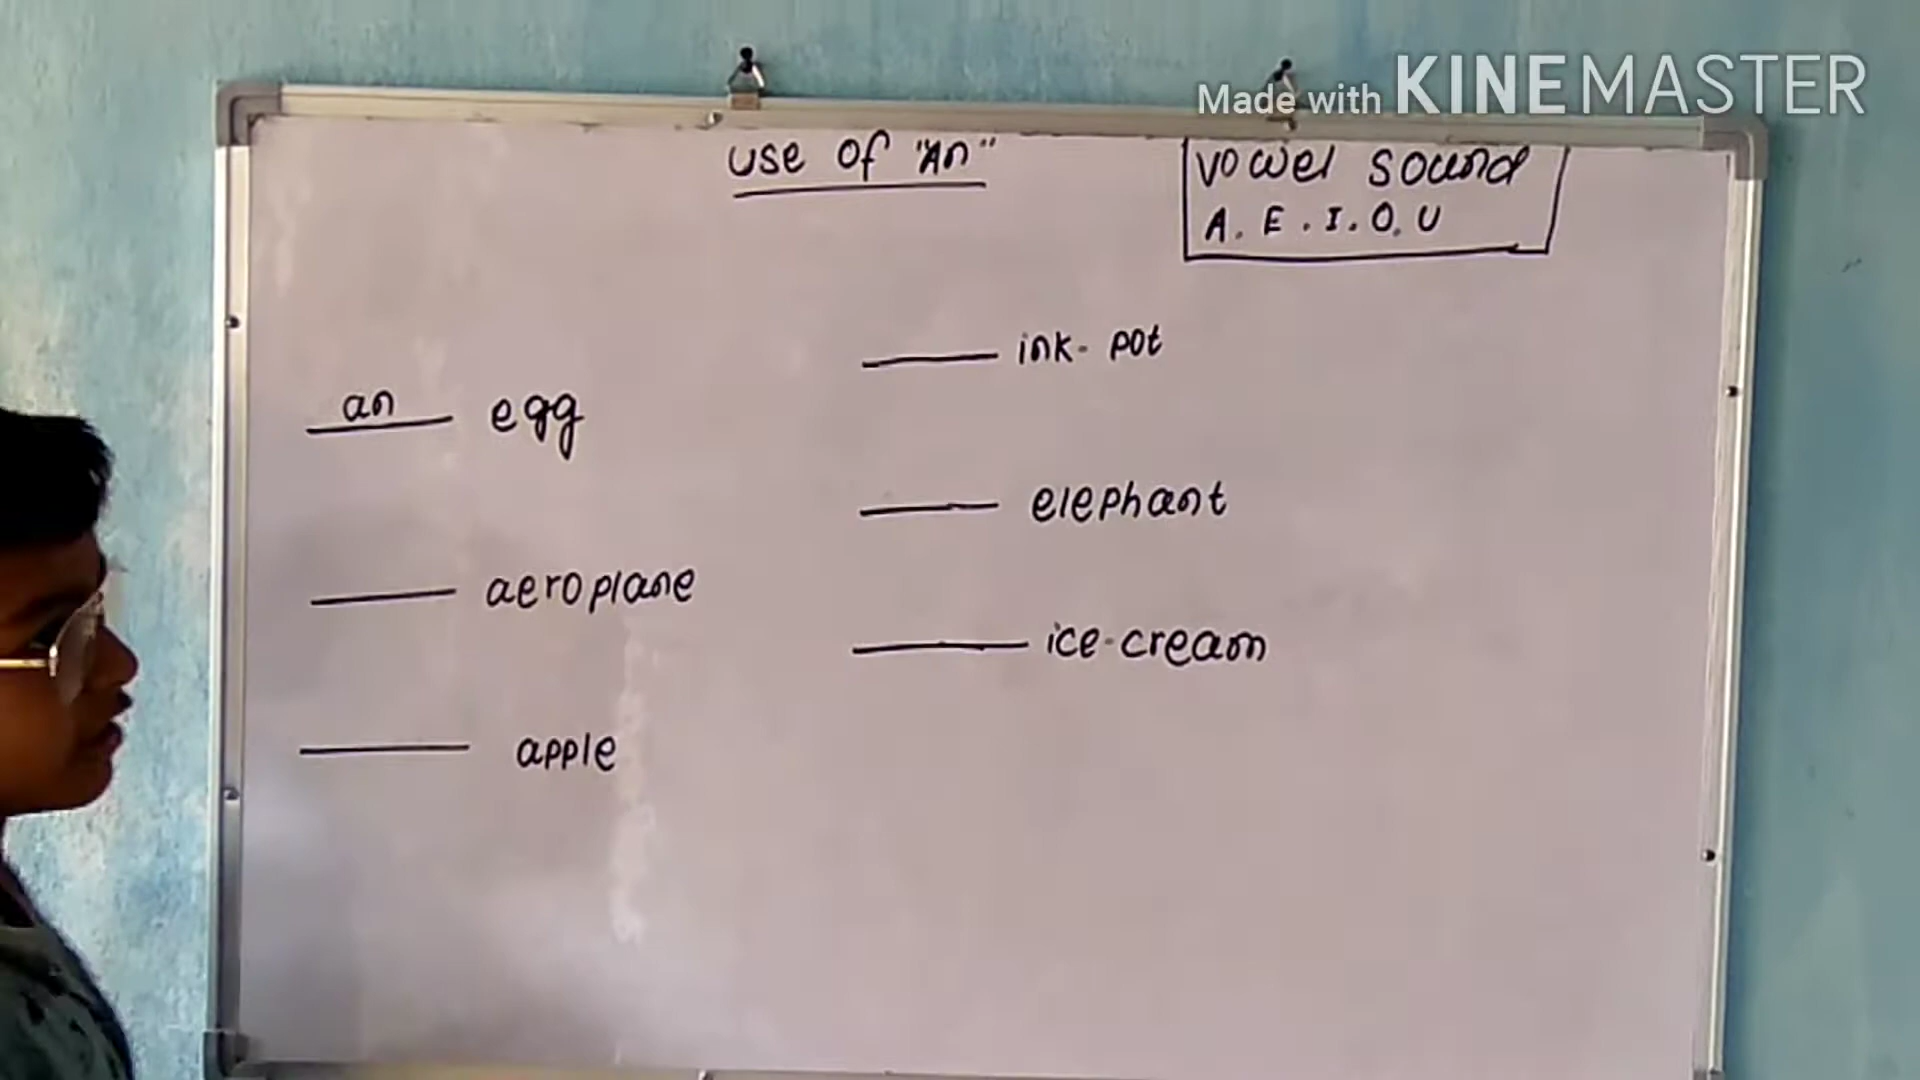 Made with KINEMASTER
use of "An"
vowel sound
A. E. I. O. U
an egg
aeroplane
apple
ink-pot
elephant
ice-cream